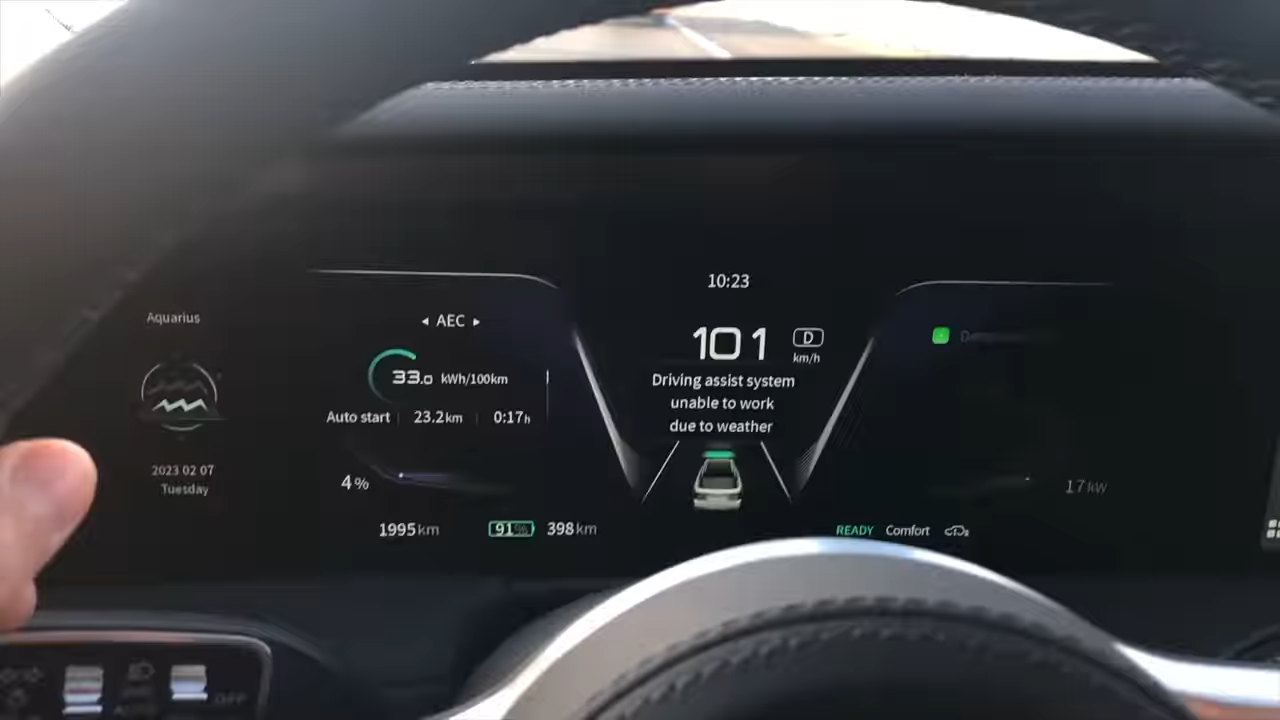 10:23
Aquarius
◂ AEC ▸
101 D
km/h
33.0 kWh/100km
Driving assist system
unable to work
due to weather
Auto start 23.2km 0:17h
2023 02 07
Tuesday
4%
17kW
1995km 91% 398km
READY Comfort
OFF